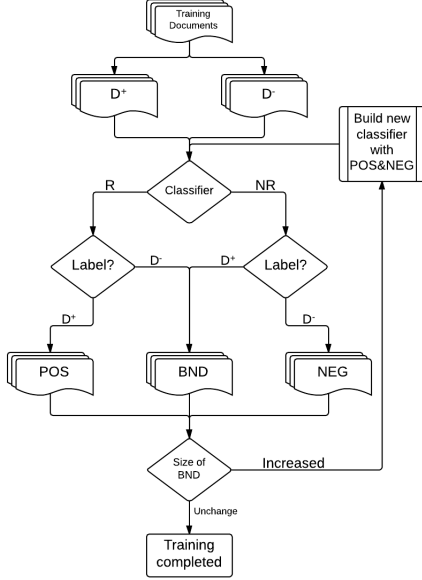 Training
Documents
D⁺
D⁻
Build new
classifier
with
POS&NEG
Classifier
R
NR
Label?
D⁻
D⁺
Label?
D⁺
D⁻
POS
BND
NEG
Size of
BND
Increased
Unchange
Training
completed